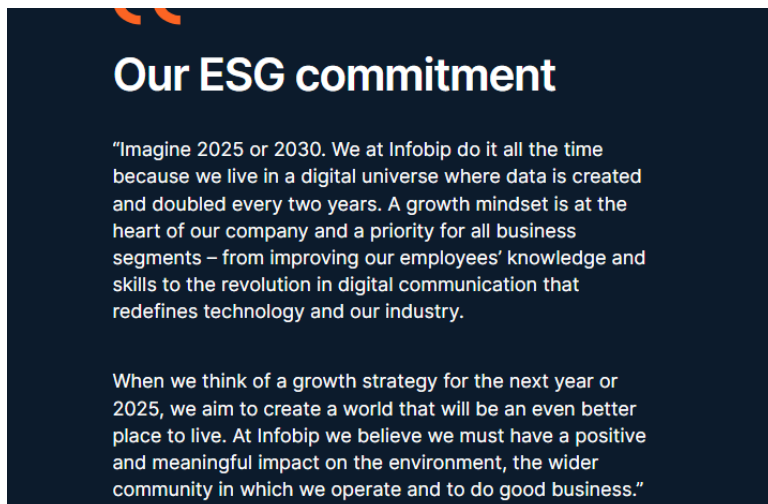 Our ESG commitment
“Imagine 2025 or 2030. We at Infobip do it all the time
because we live in a digital universe where data is created
and doubled every two years. A growth mindset is at the
heart of our company and a priority for all business
segments – from improving our employees’ knowledge and
skills to the revolution in digital communication that
redefines technology and our industry.
When we think of a growth strategy for the next year or
2025, we aim to create a world that will be an even better
place to live. At Infobip we believe we must have a positive
and meaningful impact on the environment, the wider
community in which we operate and to do good business.”